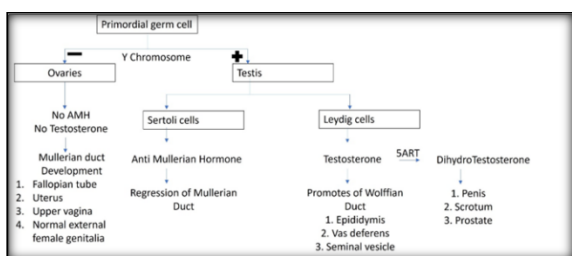 Primordial germ cell
Y Chromosome
Ovaries
Testis
No AMH
No Testosterone
Mullerian duct
Development
1. Fallopian tube
2. Uterus
3. Upper vagina
4. Normal external
female genitalia
Sertoli cells
Anti Mullerian Hormone
Regression of Mullerian
Duct
Leydig cells
Testosterone
5ART
DihydroTestosterone
Promotes of Wolffian
Duct
1. Epididymis
2. Vas deferens
3. Seminal vesicle
1. Penis
2. Scrotum
3. Prostate